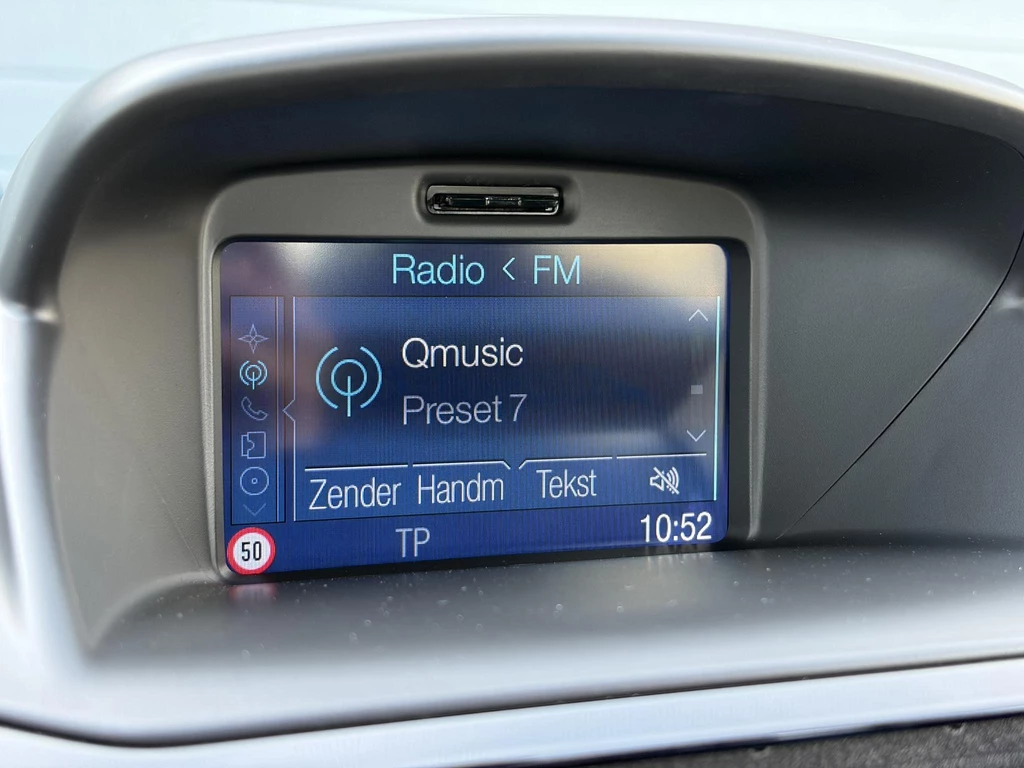 Radio < FM
Qmusic
Preset 7
Zender Handm Tekst
50 TP 10:52